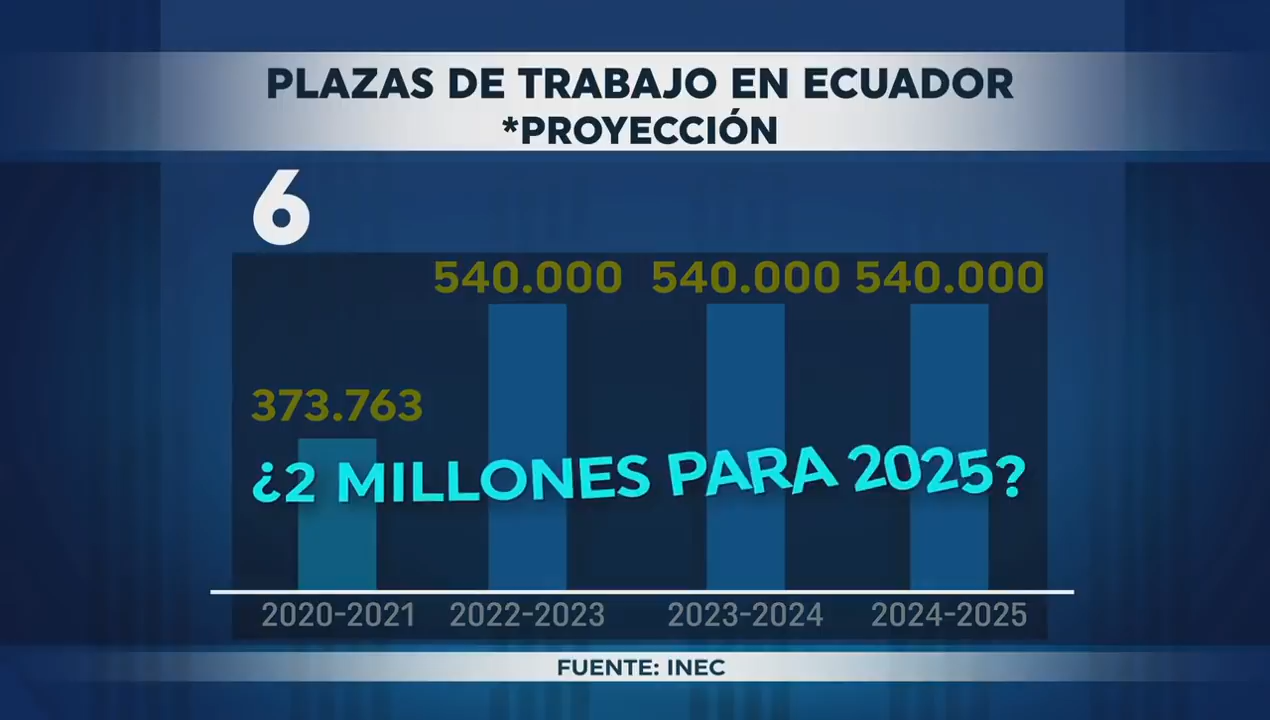 PLAZAS DE TRABAJO EN ECUADOR
*PROYECCIÓN
6
540.000 540.000 540.000
373.763
¿2 MILLONES PARA 2025?
2020-2021 2022-2023 2023-2024 2024-2025
FUENTE: INEC